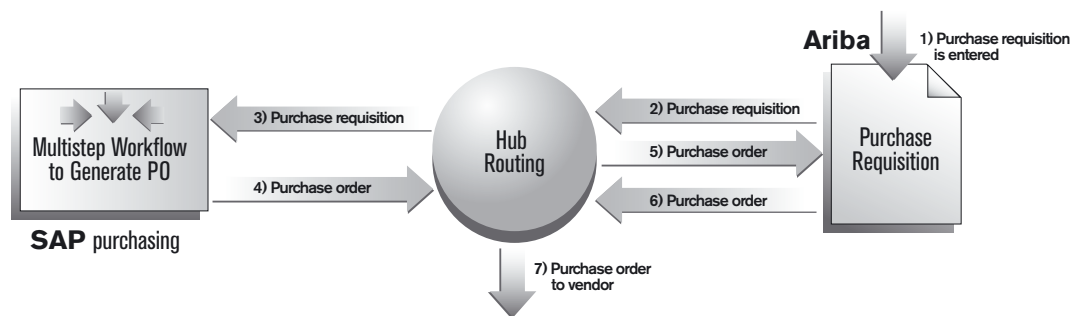 Ariba
1) Purchase requisition
is entered
2) Purchase requisition
3) Purchase requisition
Hub
Routing
Purchase
Requisition
Multistep Workflow
to Generate PO
5) Purchase order
4) Purchase order
6) Purchase order
SAP purchasing
7) Purchase order
to vendor